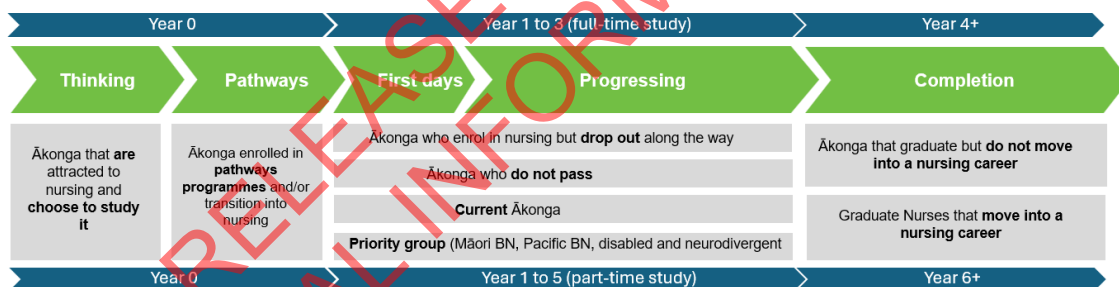 Year 0
Year 1 to 3 (full-time study)
Year 4+
Thinking
Pathways
First days
Progressing
Completion
Ākonga that are
attracted to
nursing and
choose to study
it
Ākonga enrolled in
pathways
programmes and/or
transition into
nursing
Ākonga who enrol in nursing but drop out along the way
Ākonga who do not pass
Current Ākonga
Priority group (Māori BN, Pacific BN, disabled and neurodivergent
Ākonga that graduate but do not move
into a nursing career
Graduate Nurses that move into a
nursing career
Year 0
Year 1 to 5 (part-time study)
Year 6+
RELEASE
INFORM